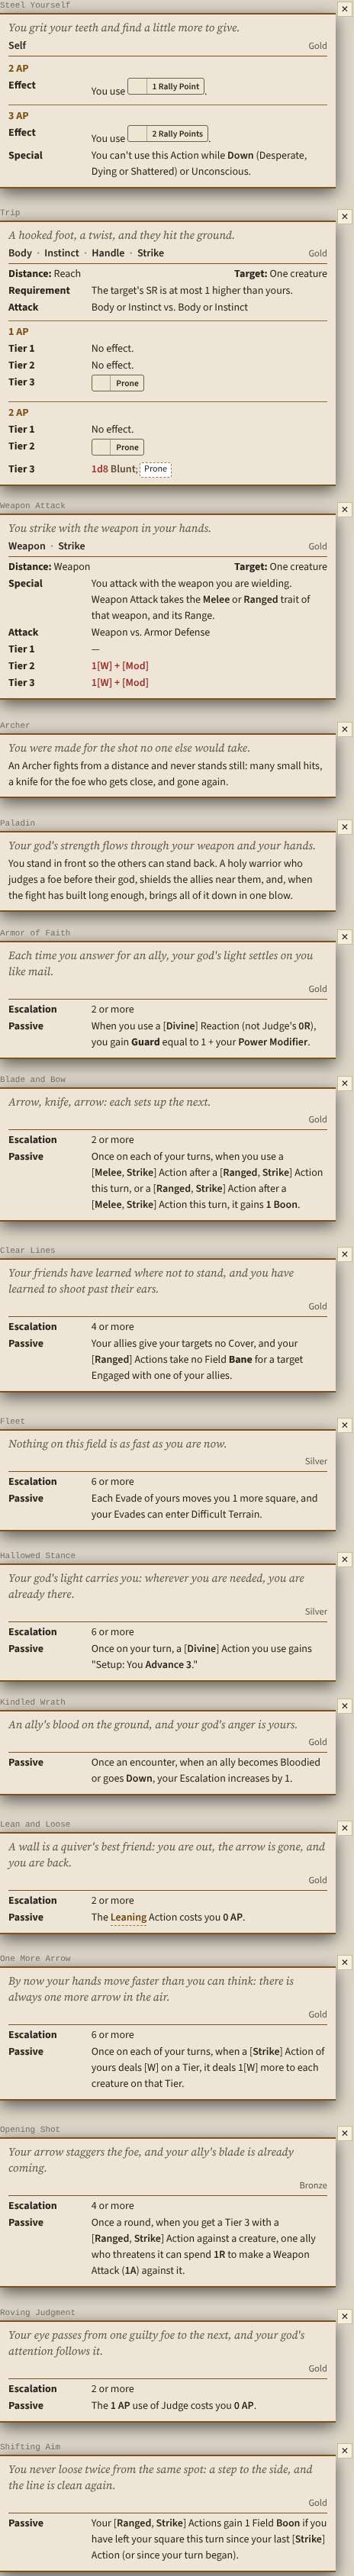 Steel Yourself
×
You grit your teeth and find a little more to give.
Self Gold
2 AP
Effect You use 1 Rally Point.
3 AP
Effect You use 2 Rally Points.
Special You can't use this Action while Down (Desperate,
Dying or Shattered) or Unconscious.
Trip
×
A hooked foot, a twist, and they hit the ground.
Body · Instinct · Handle · Strike Gold
Distance: Reach Target: One creature
Requirement The target's SR is at most 1 higher than yours.
Attack Body or Instinct vs. Body or Instinct
1 AP
Tier 1 No effect.
Tier 2 No effect.
Tier 3 Prone
2 AP
Tier 1 No effect.
Tier 2 Prone
Tier 3 1d8 Blunt; Prone
Weapon Attack
×
You strike with the weapon in your hands.
Weapon · Strike Gold
Distance: Weapon Target: One creature
Special You attack with the weapon you are wielding.
Weapon Attack takes the Melee or Ranged trait of
that weapon, and its Range.
Attack Weapon vs. Armor Defense
Tier 1 —
Tier 2 1[W] + [Mod]
Tier 3 1[W] + [Mod]
Archer
×
You were made for the shot no one else would take.
An Archer fights from a distance and never stands still: many small hits,
a knife for the foe who gets close, and gone again.
Paladin
×
Your god's strength flows through your weapon and your hands.
You stand in front so the others can stand back. A holy warrior who
judges a foe before their god, shields the allies near them, and, when
the fight has built long enough, brings all of it down in one blow.
Armor of Faith
×
Each time you answer for an ally, your god's light settles on you
like mail.
Gold
Escalation 2 or more
Passive When you use a [Divine] Reaction (not Judge's 0R),
you gain Guard equal to 1 + your Power Modifier.
Blade and Bow
×
Arrow, knife, arrow: each sets up the next.
Gold
Escalation 2 or more
Passive Once on each of your turns, when you use a
[Melee, Strike] Action after a [Ranged, Strike] Action
this turn, or a [Ranged, Strike] Action after a
[Melee, Strike] Action this turn, it gains 1 Boon.
Clear Lines
×
Your friends have learned where not to stand, and you have
learned to shoot past their ears.
Gold
Escalation 4 or more
Passive Your allies give your targets no Cover, and your
[Ranged] Actions take no Field Bane for a target
Engaged with one of your allies.
Fleet
×
Nothing on this field is as fast as you are now.
Silver
Escalation 6 or more
Passive Each Evade of yours moves you 1 more square, and
your Evades can enter Difficult Terrain.
Hallowed Stance
×
Your god's light carries you: wherever you are needed, you are
already there.
Silver
Escalation 6 or more
Passive Once on your turn, a [Divine] Action you use gains
"Setup: You Advance 3."
Kindled Wrath
×
An ally's blood on the ground, and your god's anger is yours.
Gold
Passive Once an encounter, when an ally becomes Bloodied
or goes Down, your Escalation increases by 1.
Lean and Loose
×
A wall is a quiver's best friend: you are out, the arrow is gone, and
you are back.
Gold
Escalation 2 or more
Passive The Leaning Action costs you 0 AP.
One More Arrow
×
By now your hands move faster than you can think: there is
always one more arrow in the air.
Gold
Escalation 6 or more
Passive Once on each of your turns, when a [Strike] Action of
yours deals [W] on a Tier, it deals 1[W] more to each
creature on that Tier.
Opening Shot
×
Your arrow staggers the foe, and your ally's blade is already
coming.
Bronze
Escalation 4 or more
Passive Once a round, when you get a Tier 3 with a
[Ranged, Strike] Action against a creature, one ally
who threatens it can spend 1R to make a Weapon
Attack (1A) against it.
Roving Judgment
×
Your eye passes from one guilty foe to the next, and your god's
attention follows it.
Gold
Escalation 2 or more
Passive The 1 AP use of Judge costs you 0 AP.
Shifting Aim
×
You never loose twice from the same spot: a step to the side, and
the line is clean again.
Gold
Passive Your [Ranged, Strike] Actions gain 1 Field Boon if you
have left your square this turn since your last [Strike]
Action (or since your turn began).